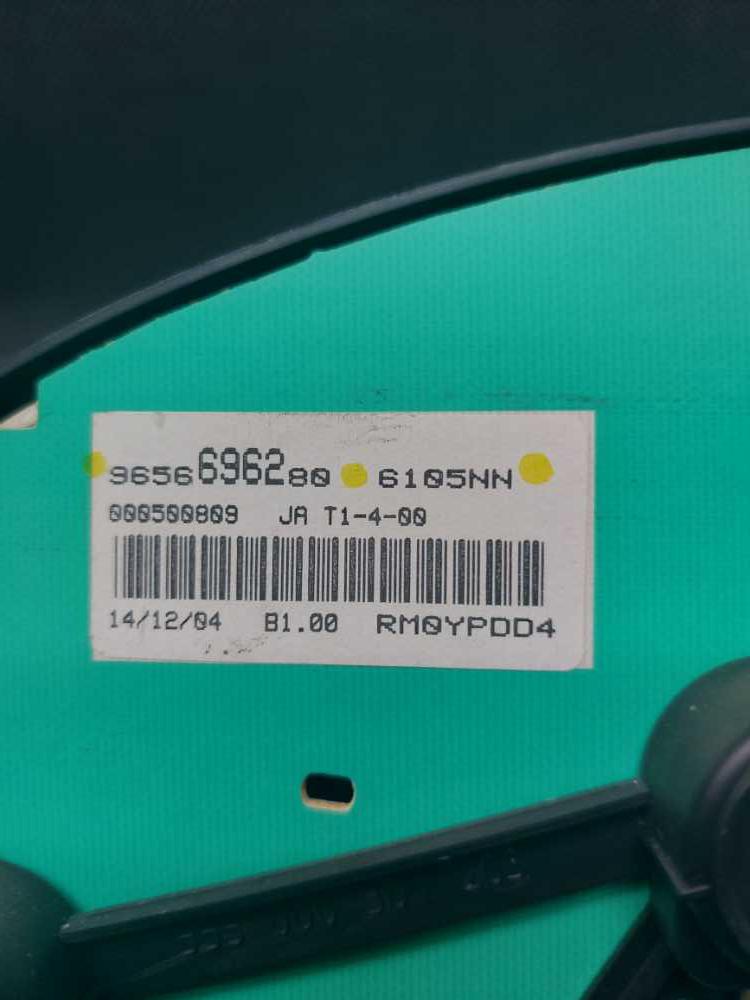 9656696280 6105NN
000500809 JA T1-4-00
14/12/04 B1.00 RM0YPDD4